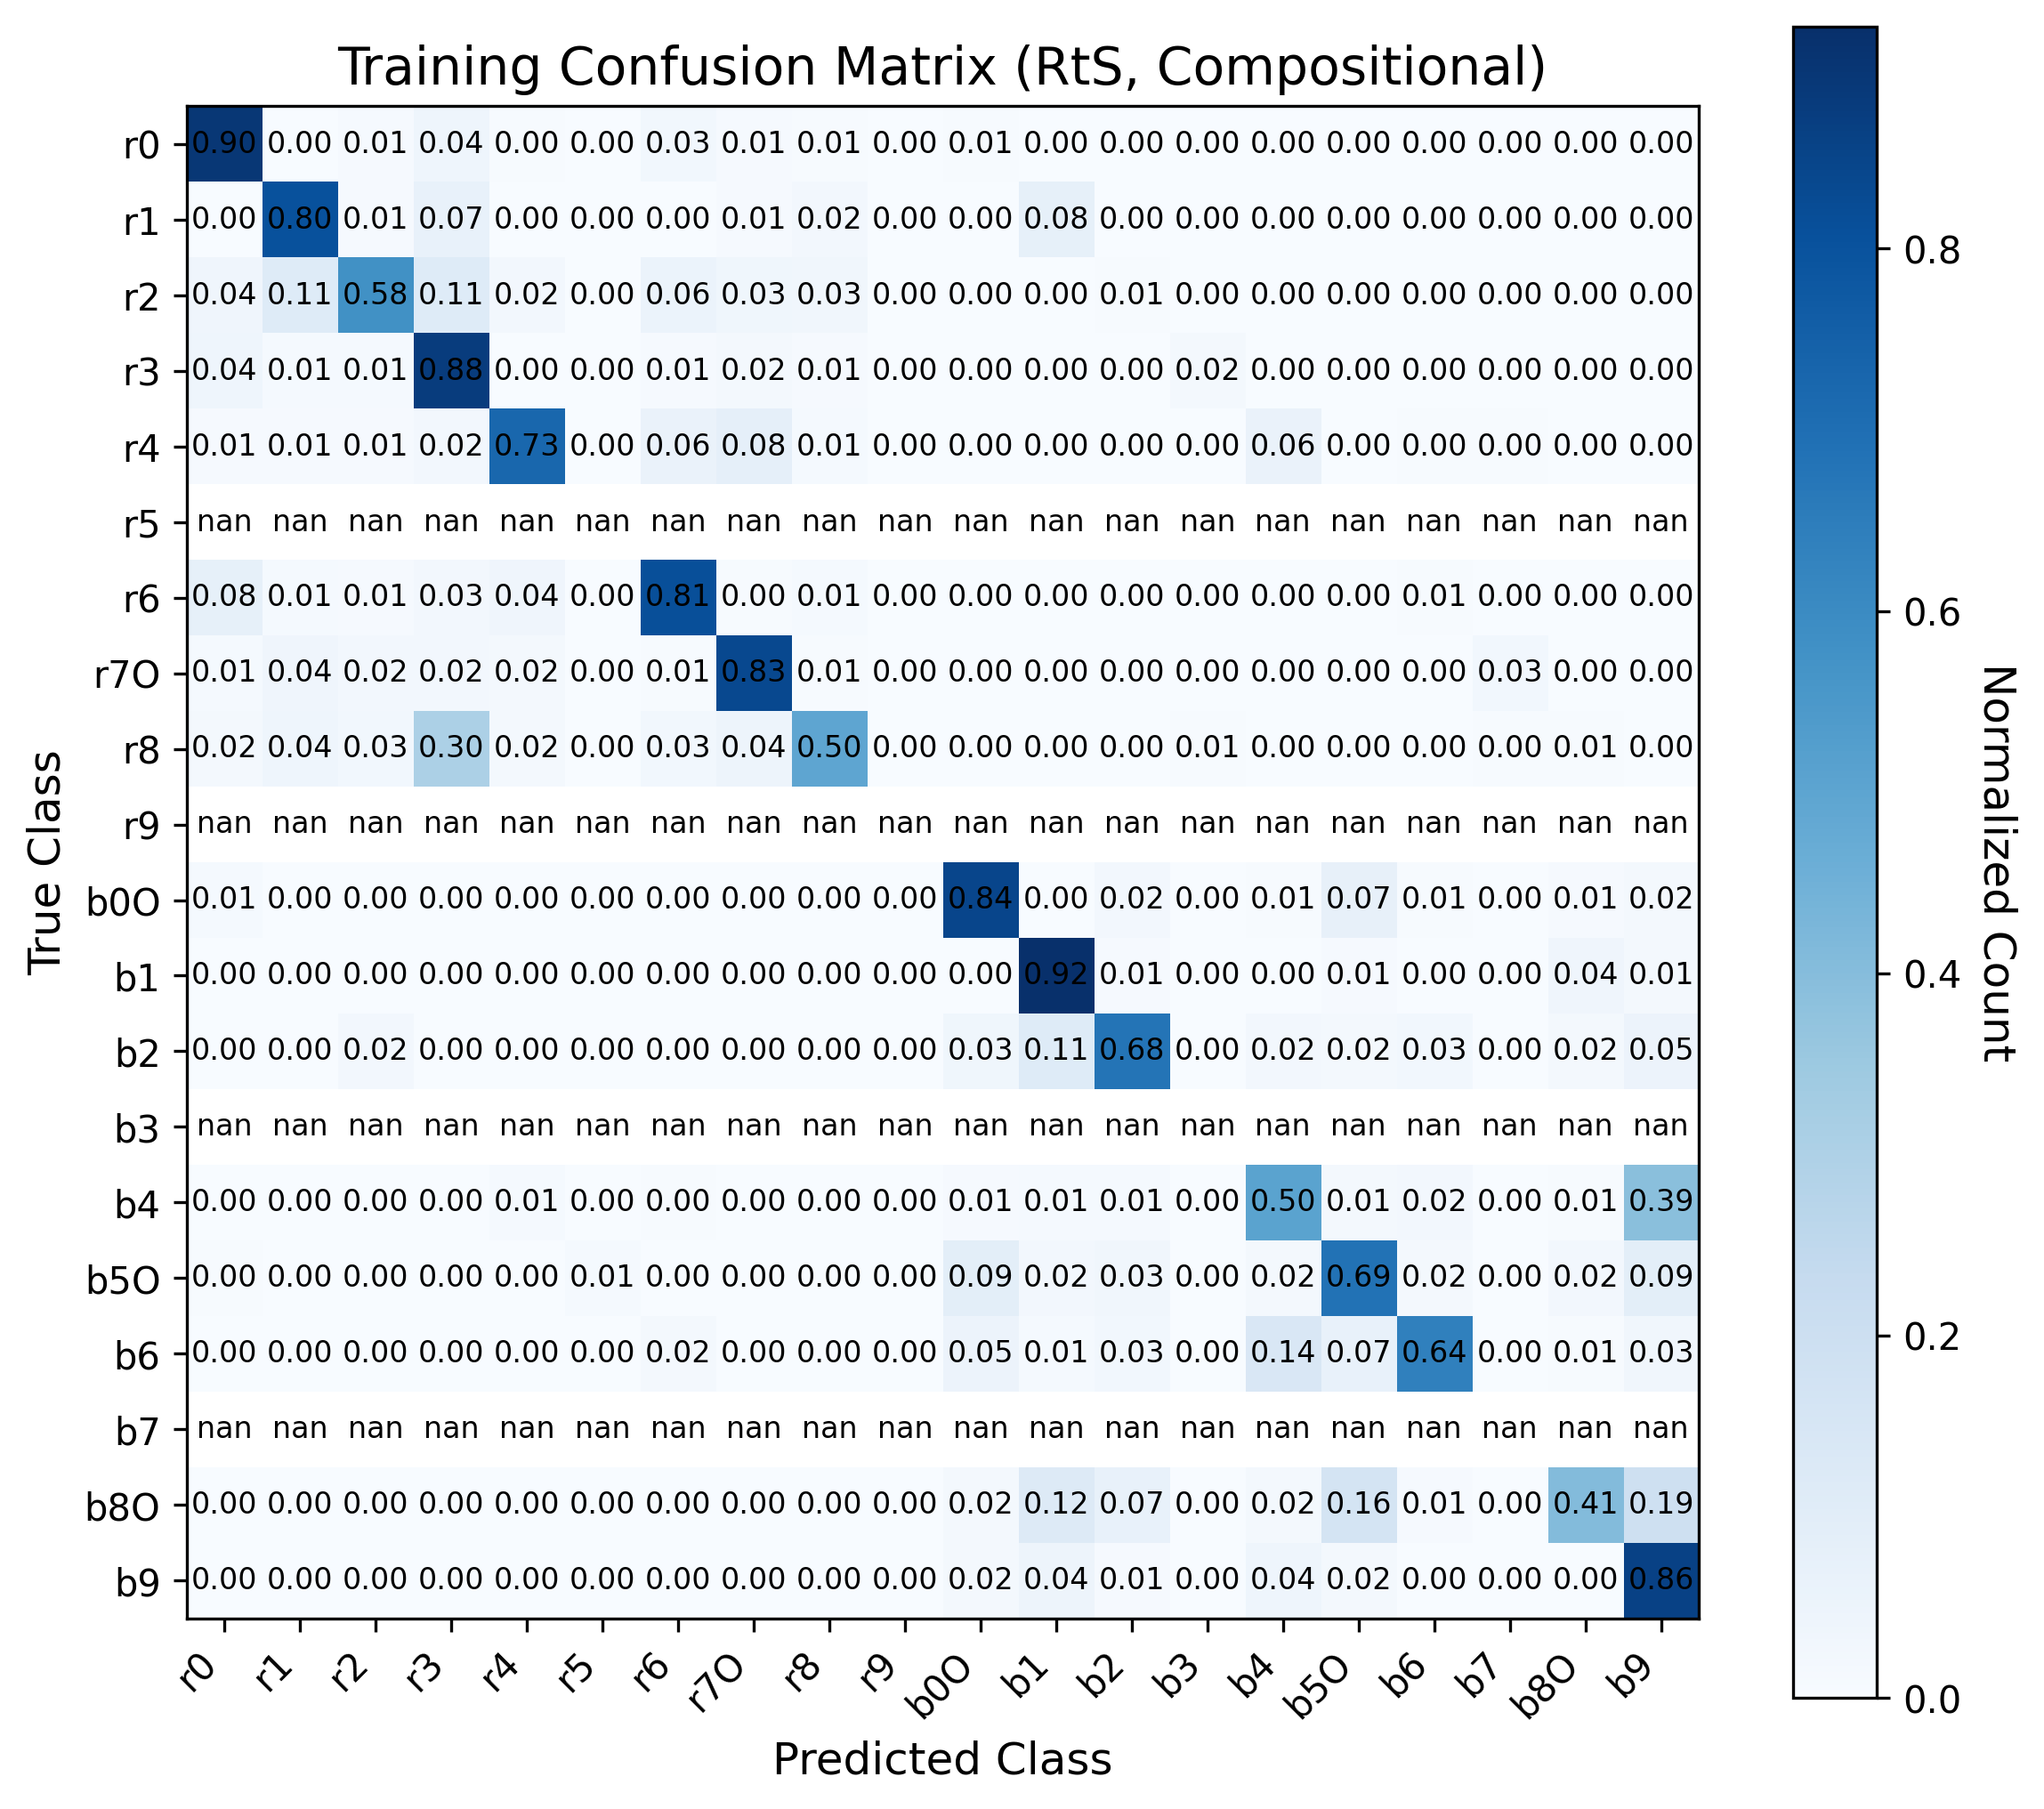 Training Confusion Matrix (RtS, Compositional)
r0 0.90 0.00 0.01 0.04 0.00 0.00 0.03 0.01 0.01 0.00 0.01 0.00 0.00 0.00 0.00 0.00 0.00 0.00 0.00 0.00
r1 0.00 0.80 0.01 0.07 0.00 0.00 0.00 0.01 0.02 0.00 0.00 0.08 0.00 0.00 0.00 0.00 0.00 0.00 0.00 0.00
r2 0.04 0.11 0.58 0.11 0.02 0.00 0.06 0.03 0.03 0.00 0.00 0.00 0.01 0.00 0.00 0.00 0.00 0.00 0.00 0.00
r3 0.04 0.01 0.01 0.88 0.00 0.00 0.01 0.02 0.01 0.00 0.00 0.00 0.00 0.02 0.00 0.00 0.00 0.00 0.00 0.00
r4 0.01 0.01 0.01 0.02 0.73 0.00 0.06 0.08 0.01 0.00 0.00 0.00 0.00 0.00 0.06 0.00 0.00 0.00 0.00 0.00
r5 nan nan nan nan nan nan nan nan nan nan nan nan nan nan nan nan nan nan nan nan
r6 0.08 0.01 0.01 0.03 0.04 0.00 0.81 0.00 0.01 0.00 0.00 0.00 0.00 0.00 0.00 0.00 0.01 0.00 0.00 0.00
r7O 0.01 0.04 0.02 0.02 0.02 0.00 0.01 0.83 0.01 0.00 0.00 0.00 0.00 0.00 0.00 0.00 0.00 0.03 0.00 0.00
r8 0.02 0.04 0.03 0.30 0.02 0.00 0.03 0.04 0.50 0.00 0.00 0.00 0.00 0.01 0.00 0.00 0.00 0.00 0.01 0.00
r9 nan nan nan nan nan nan nan nan nan nan nan nan nan nan nan nan nan nan nan nan
b0O 0.01 0.00 0.00 0.00 0.00 0.00 0.00 0.00 0.00 0.00 0.84 0.00 0.02 0.00 0.01 0.07 0.01 0.00 0.01 0.02
b1 0.00 0.00 0.00 0.00 0.00 0.00 0.00 0.00 0.00 0.00 0.00 0.92 0.01 0.00 0.00 0.01 0.00 0.00 0.04 0.01
b2 0.00 0.00 0.02 0.00 0.00 0.00 0.00 0.00 0.00 0.00 0.03 0.11 0.68 0.00 0.02 0.02 0.03 0.00 0.02 0.05
b3 nan nan nan nan nan nan nan nan nan nan nan nan nan nan nan nan nan nan nan nan
b4 0.00 0.00 0.00 0.00 0.01 0.00 0.00 0.00 0.00 0.00 0.01 0.01 0.01 0.00 0.50 0.01 0.02 0.00 0.01 0.39
b5O 0.00 0.00 0.00 0.00 0.00 0.01 0.00 0.00 0.00 0.00 0.09 0.02 0.03 0.00 0.02 0.69 0.02 0.00 0.02 0.09
b6 0.00 0.00 0.00 0.00 0.00 0.00 0.02 0.00 0.00 0.00 0.05 0.01 0.03 0.00 0.14 0.07 0.64 0.00 0.01 0.03
b7 nan nan nan nan nan nan nan nan nan nan nan nan nan nan nan nan nan nan nan nan
b8O 0.00 0.00 0.00 0.00 0.00 0.00 0.00 0.00 0.00 0.00 0.02 0.12 0.07 0.00 0.02 0.16 0.01 0.00 0.41 0.19
b9 0.00 0.00 0.00 0.00 0.00 0.00 0.00 0.00 0.00 0.00 0.02 0.04 0.01 0.00 0.04 0.02 0.00 0.00 0.00 0.86
r0 r1 r2 r3 r4 r5 r6 r7O r8 r9 b0O b1 b2 b3 b4 b5O b6 b7 b8O b9
Predicted Class
True Class
0.8
0.6
0.4
0.2
0.0
Normalized Count